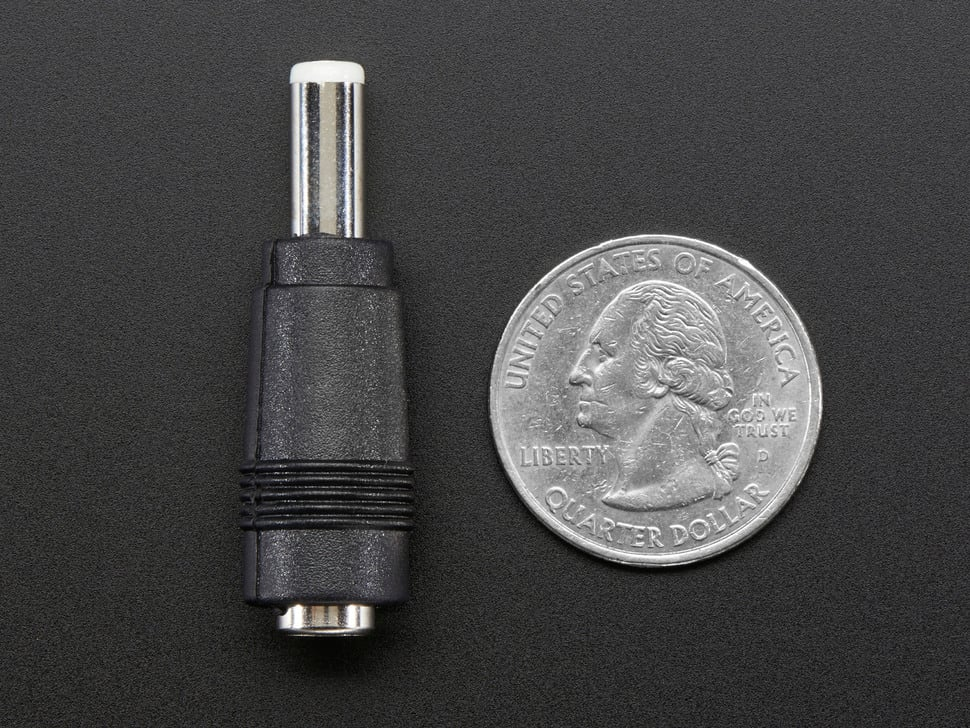 UNITED STATES OF AMERICA
LIBERTY
IN
GOD WE
TRUST
D
QUARTER DOLLAR